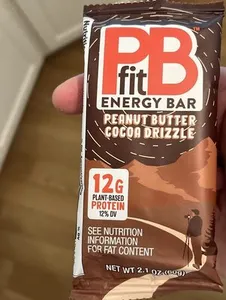 PB
fit
ENERGY BAR
PEANUT BUTTER
COCOA DRIZZLE
12G
PLANT-BASED
PROTEIN
12% DV
SEE NUTRITION
INFORMATION
FOR FAT CONTENT
NET WT 2.1 OZ (60g)